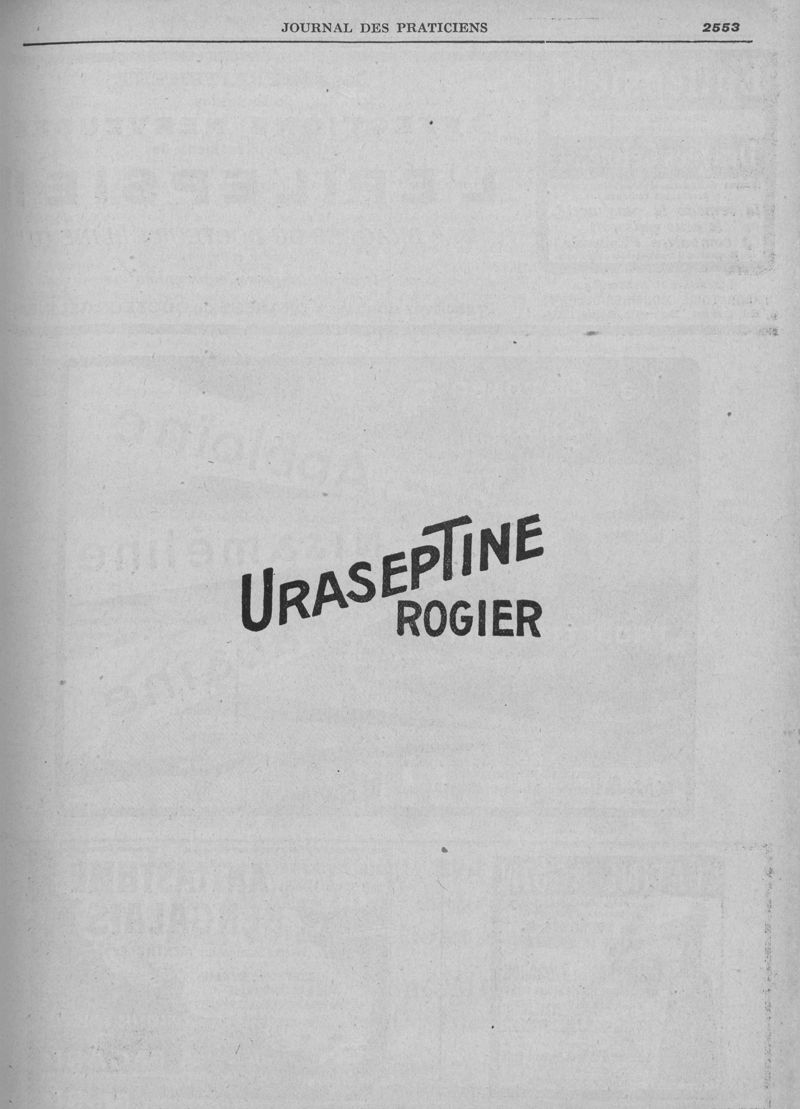 JOURNAL DES PRATICIENS 2553
URASEPTINE
ROGIER